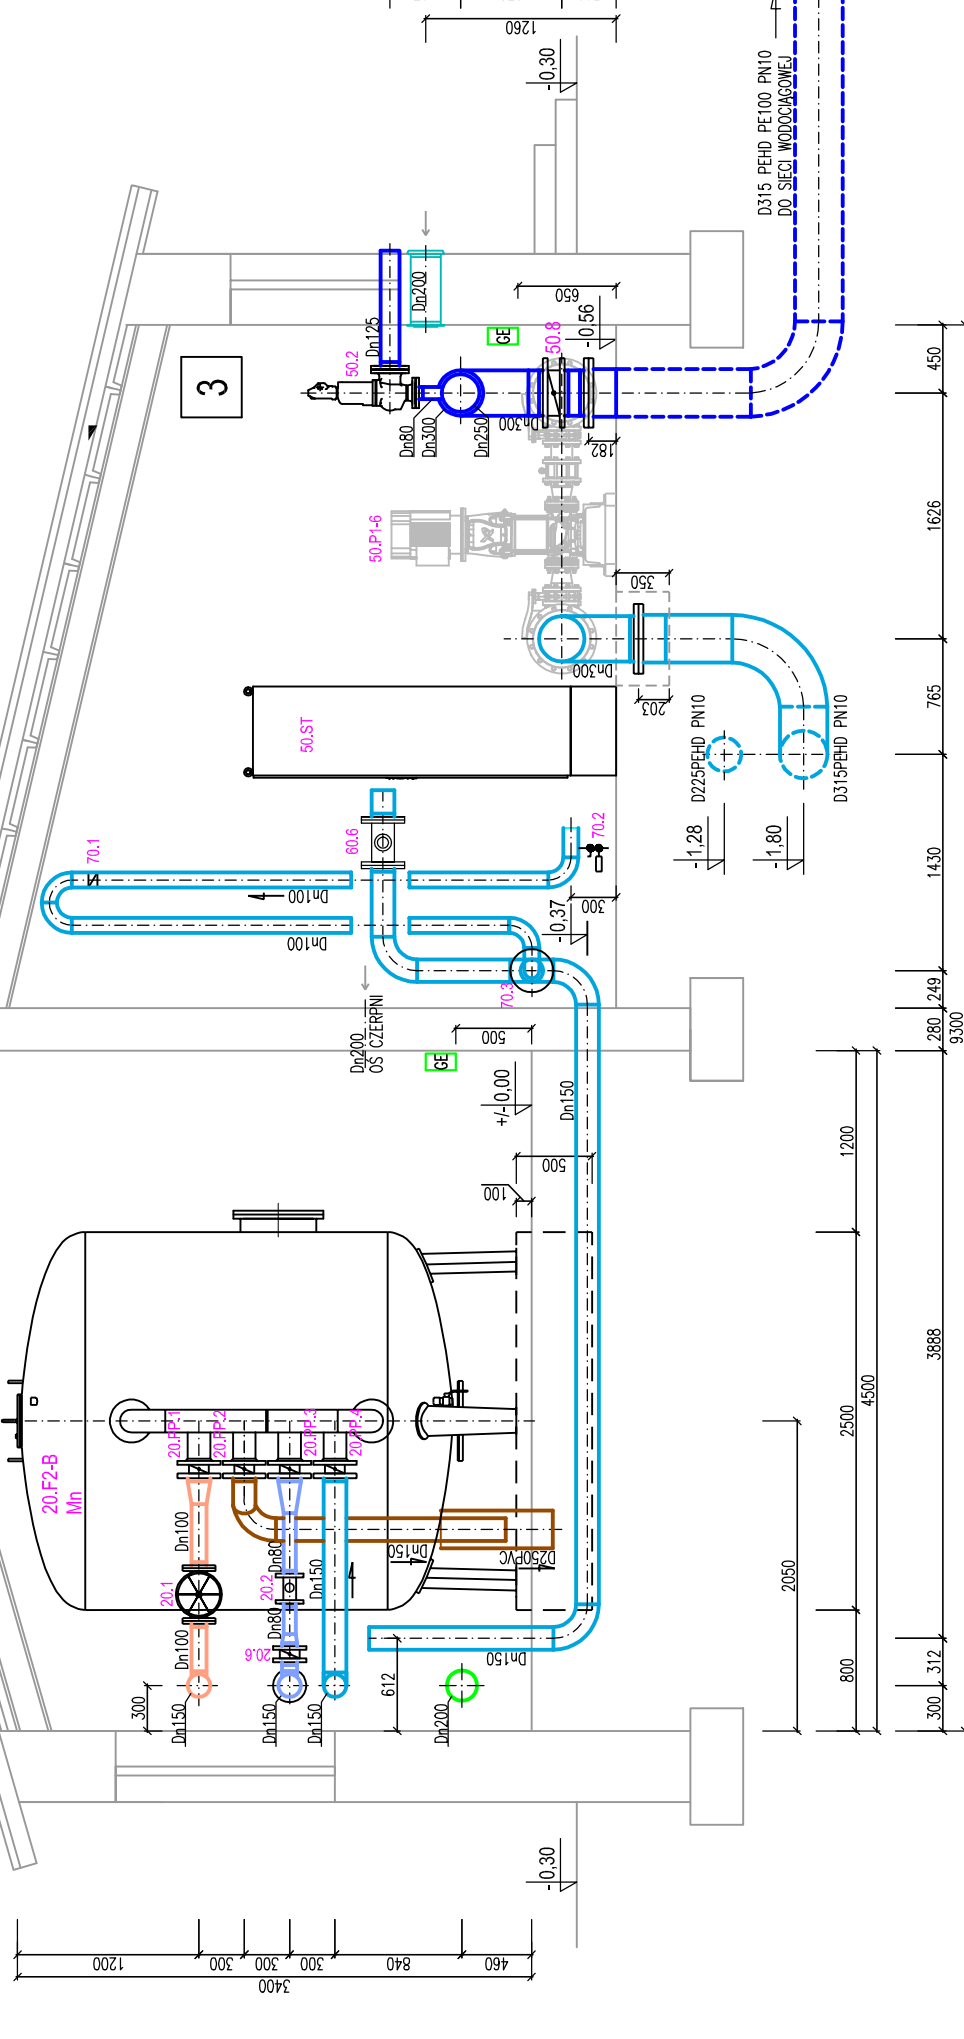 1260
- 0,30
D315 PEHD PE100 PN10
DO SIECI WODOCIĄGOWEJ
3
50.2
Dn125
Dn200
GE
650
50.8
- 0,56
Dn80
Dn300
Dn250
Dn300
182
50.P1-6
350
Dn300
203
50.ST
D225PEHD PN10
D315PEHD PN10
-1,28
-1,80
60.6
70.1
70.2
Dn100
Dn100
300
- 0,37
70.3
Dn200
OŚ CZERPNI
500
GE
+/- 0,00
Dn150
500
100
20.F2-B
Mn
20.PP-1
20.PP-2
20.PP-3
20.PP-4
Dn100
Dn80
Dn150
Dn150
D250PVC
20.1
20.2
Dn80
20.6
Dn100
300
Dn150
Dn150
Dn150
612
Dn150
Dn200
- 0,30
1200
300
300
300
840
460
3400
450
1626
765
1430
249
280
9300
3888
312
300
1200
2500
800
4500
2050